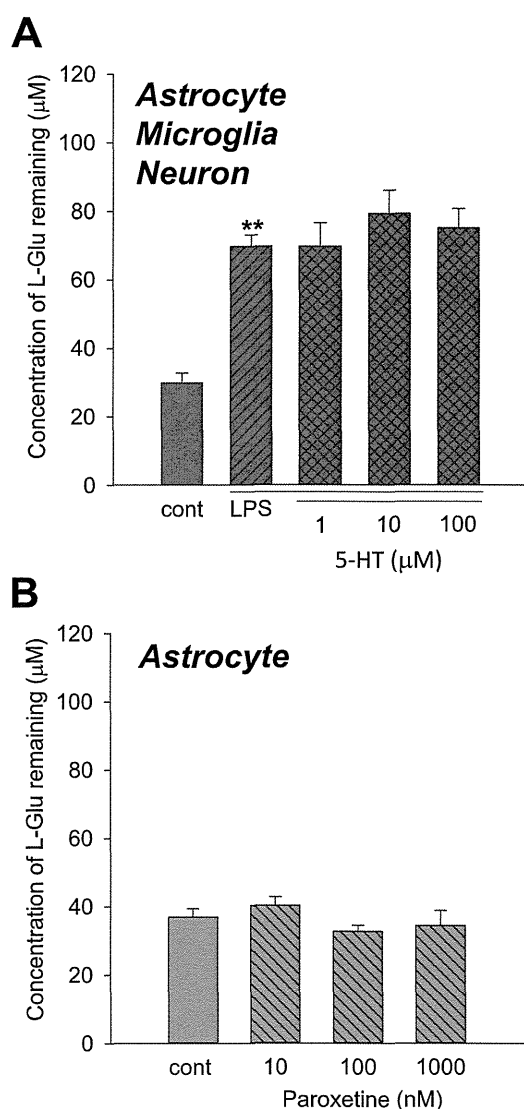 A
Concentration of L-Glu remaining (μM)
120
100
80
60
40
20
0
Astrocyte
Microglia
Neuron
**
cont
LPS
1
10
100
5-HT (μM)
B
Concentration of L-Glu remaining (μM)
120
100
80
60
40
20
0
Astrocyte
cont
10
100
1000
Paroxetine (nM)